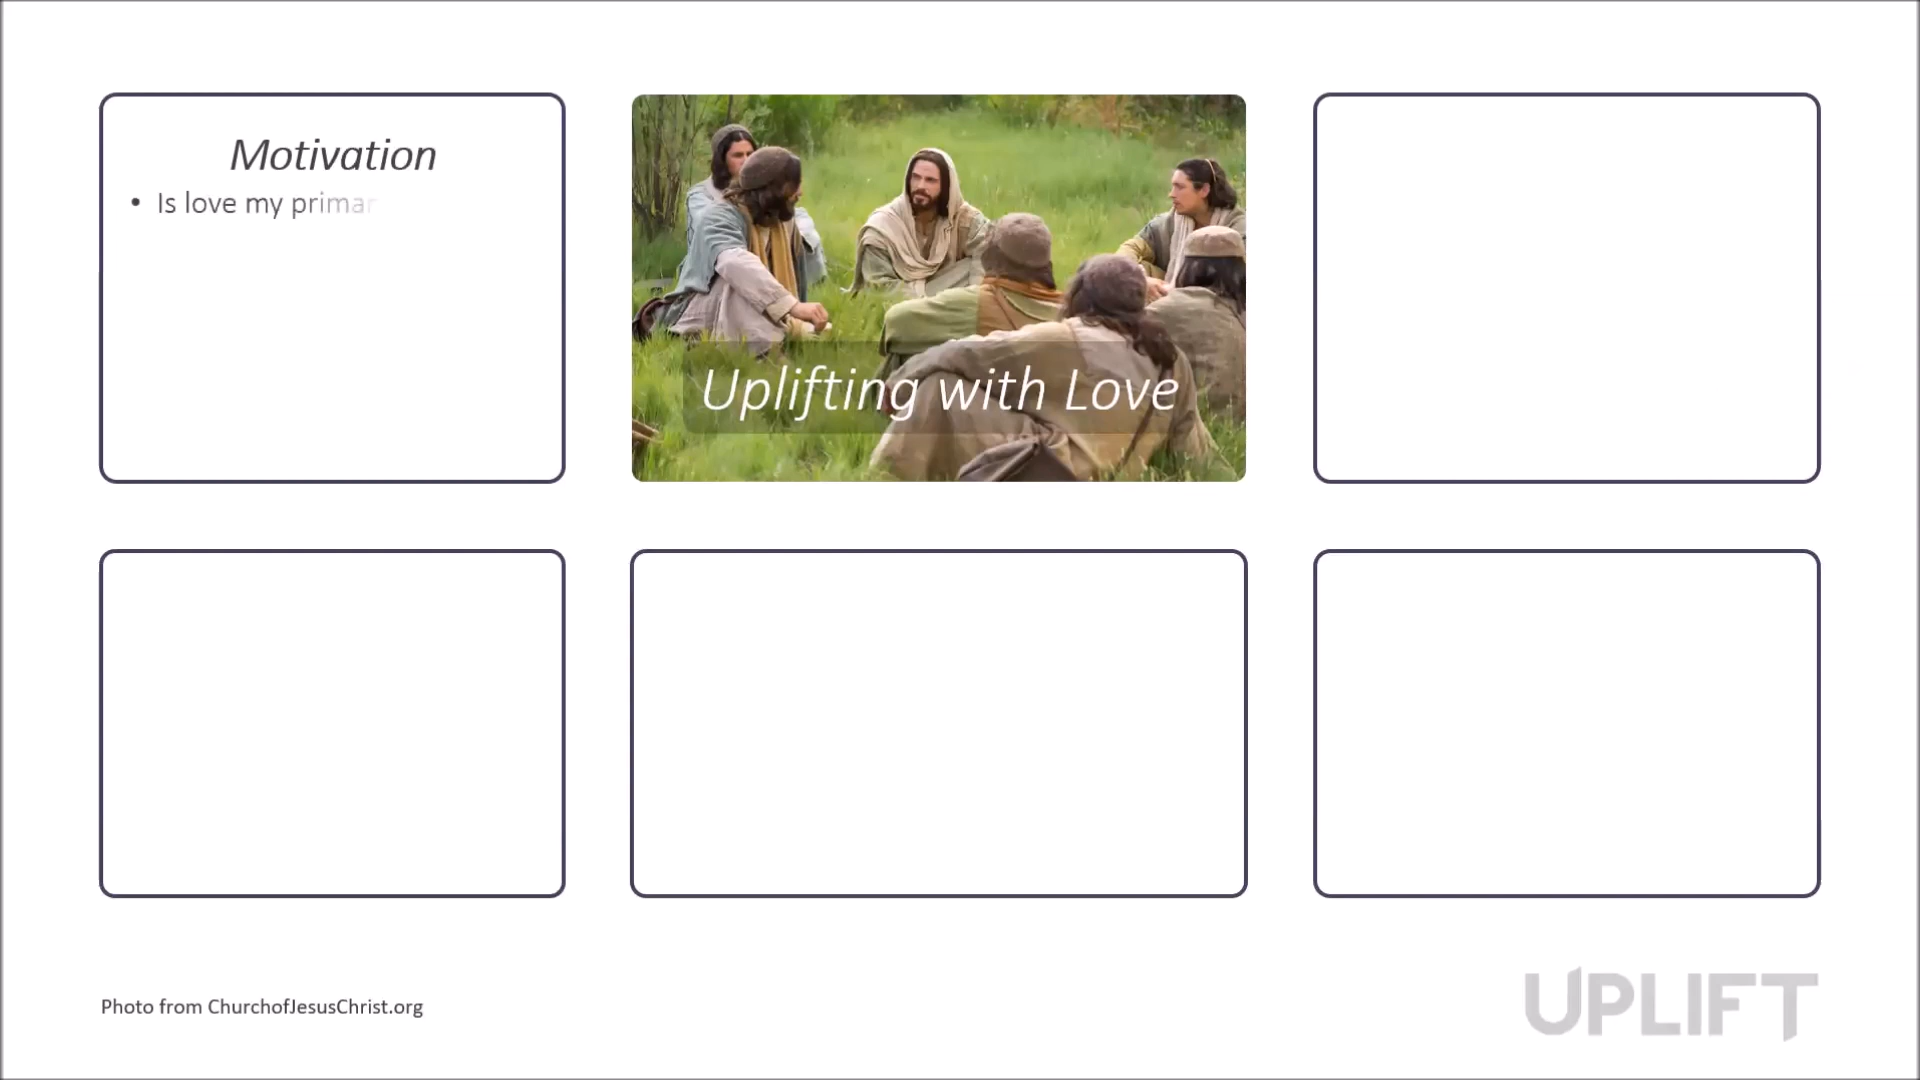 Motivation
• Is love my primar
Uplifting with Love
Photo from ChurchofJesusChrist.org
UPLIFT